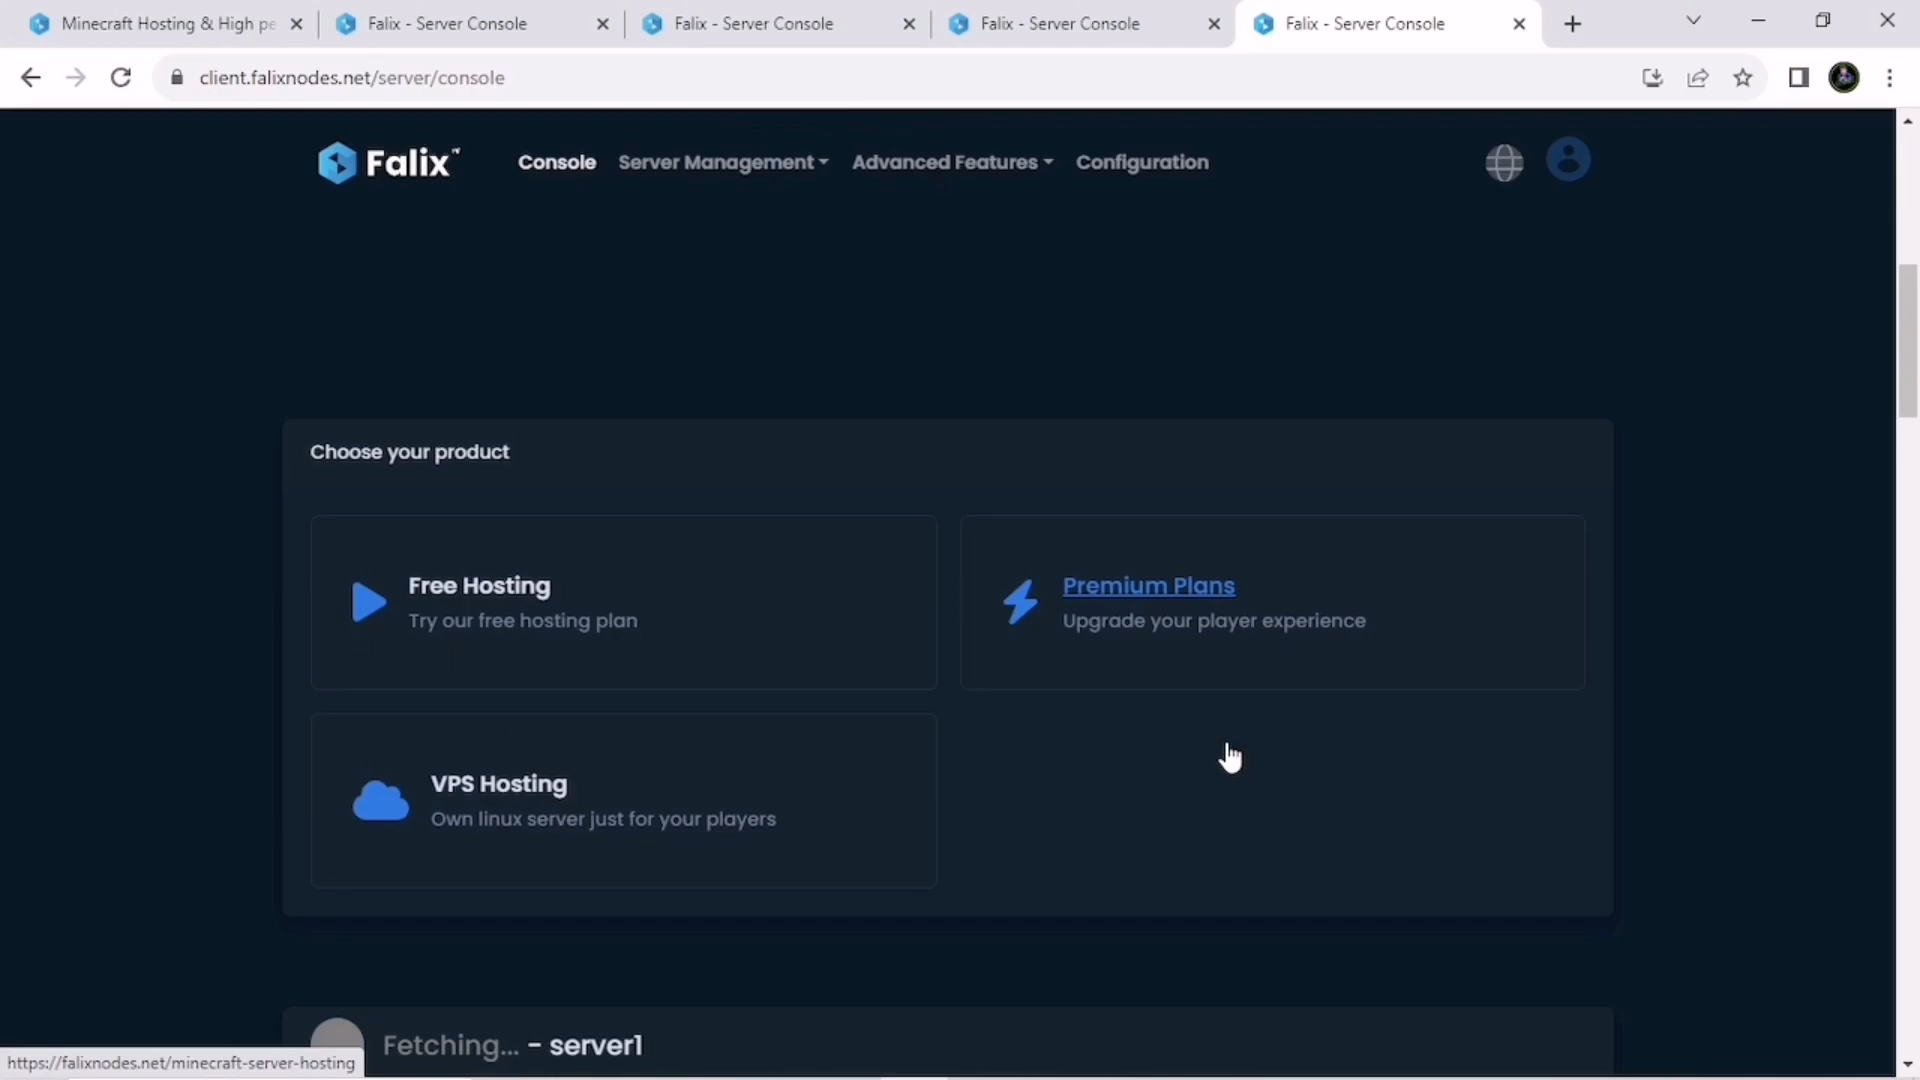 Minecraft Hosting & High pe
Falix - Server Console
Falix - Server Console
Falix - Server Console
Falix - Server Console
client.falixnodes.net/server/console
Falix
Console
Server Management
Advanced Features
Configuration
Choose your product
Free Hosting
Try our free hosting plan
Premium Plans
Upgrade your player experience
VPS Hosting
Own linux server just for your players
Fetching... - server1
https://falixnodes.net/minecraft-server-hosting